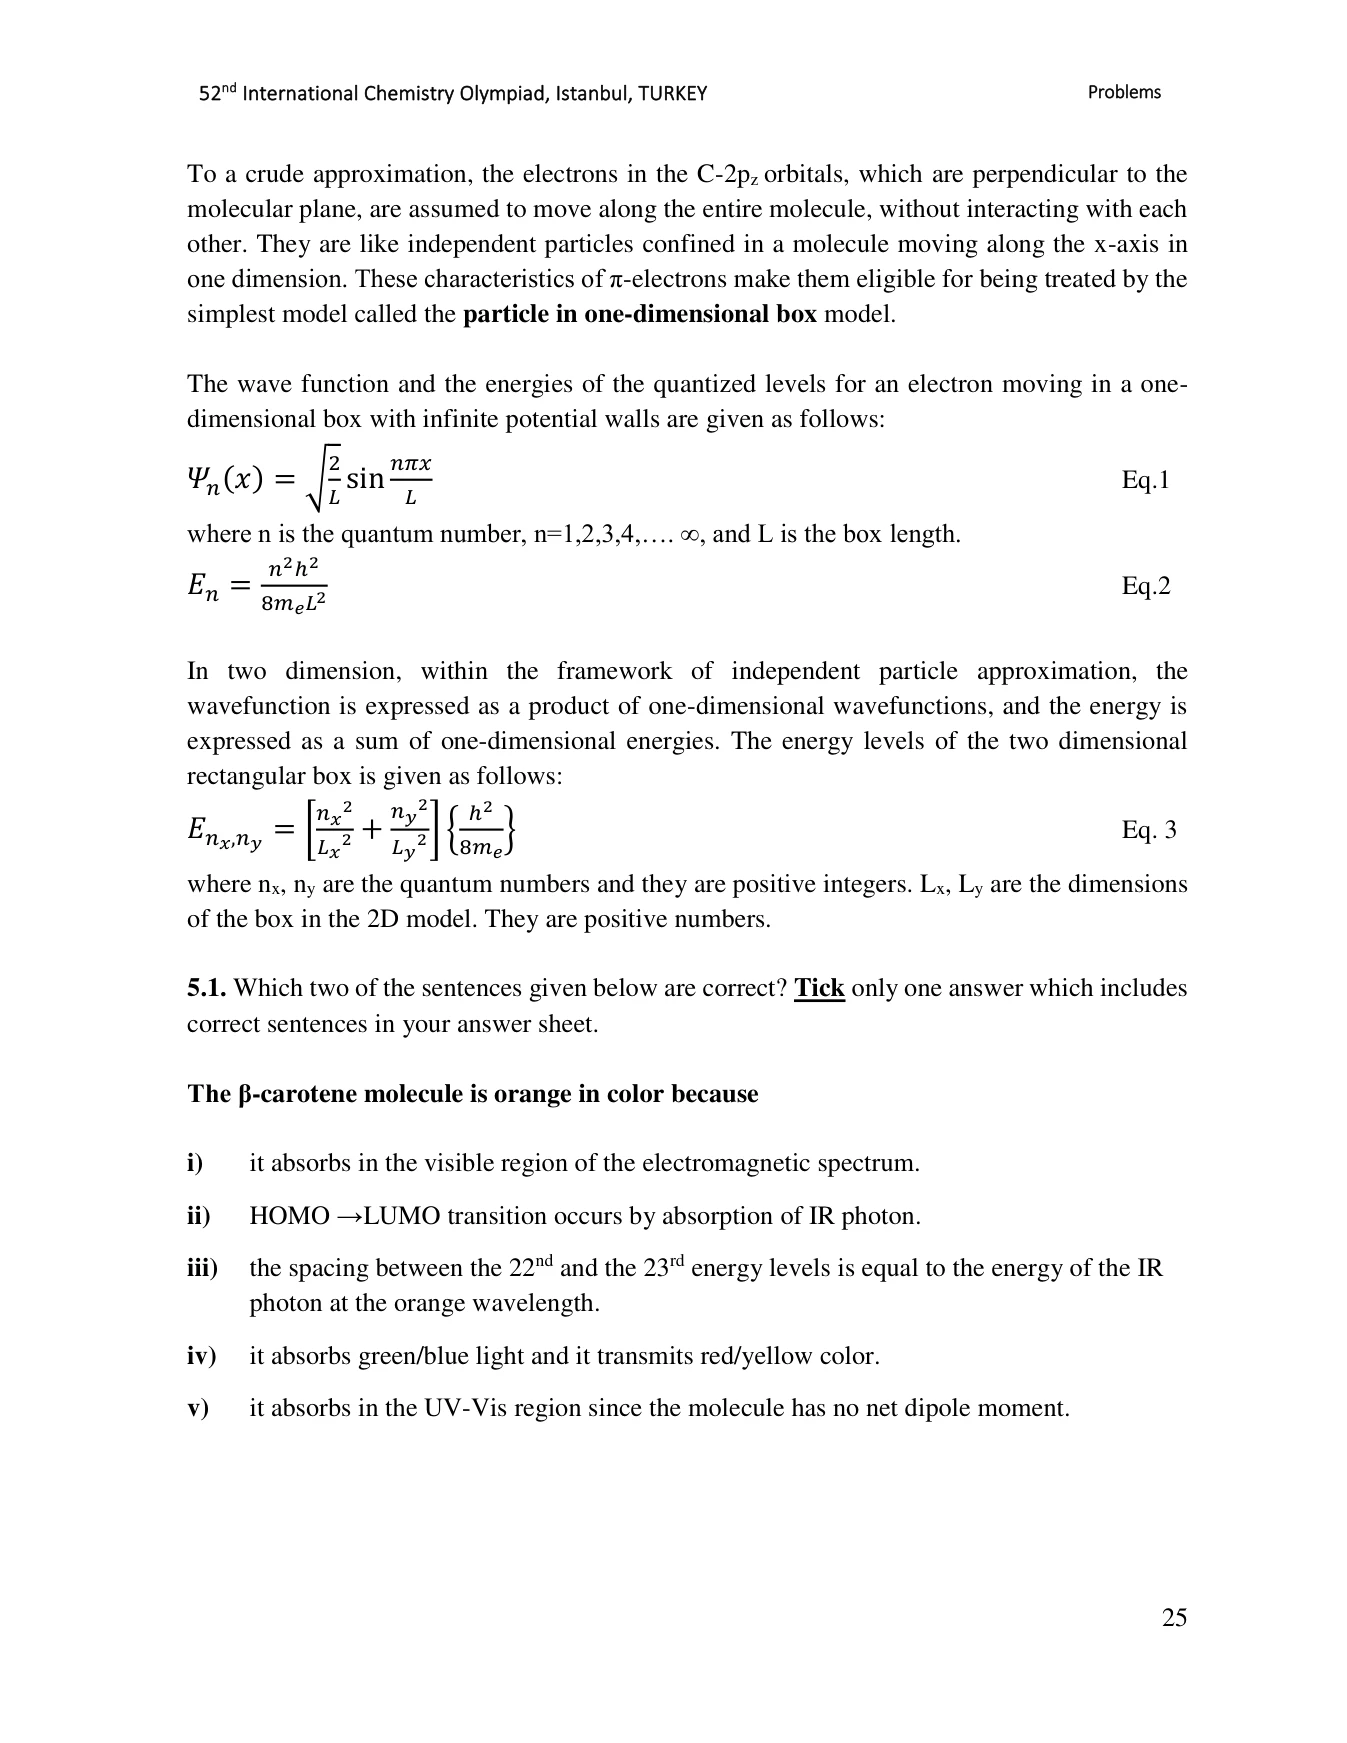 52nd International Chemistry Olympiad, Istanbul, TURKEY Problems
To a crude approximation, the electrons in the C-2pz orbitals, which are perpendicular to the
molecular plane, are assumed to move along the entire molecule, without interacting with each
other. They are like independent particles confined in a molecule moving along the x-axis in
one dimension. These characteristics of π-electrons make them eligible for being treated by the
simplest model called the particle in one-dimensional box model.
The wave function and the energies of the quantized levels for an electron moving in a one-
dimensional box with infinite potential walls are given as follows:
Ψn(x) = √(2/L) sin nπx/L Eq.1
where n is the quantum number, n=1,2,3,4,…. ∞, and L is the box length.
En = n²h²/8meL² Eq.2
In two dimension, within the framework of independent particle approximation, the
wavefunction is expressed as a product of one-dimensional wavefunctions, and the energy is
expressed as a sum of one-dimensional energies. The energy levels of the two dimensional
rectangular box is given as follows:
Enx,ny = [nx²/Lx² + ny²/Ly²] {h²/8me} Eq. 3
where nx, ny are the quantum numbers and they are positive integers. Lx, Ly are the dimensions
of the box in the 2D model. They are positive numbers.
5.1. Which two of the sentences given below are correct? Tick only one answer which includes
correct sentences in your answer sheet.
The β-carotene molecule is orange in color because
i) it absorbs in the visible region of the electromagnetic spectrum.
ii) HOMO →LUMO transition occurs by absorption of IR photon.
iii) the spacing between the 22nd and the 23rd energy levels is equal to the energy of the IR
photon at the orange wavelength.
iv) it absorbs green/blue light and it transmits red/yellow color.
v) it absorbs in the UV-Vis region since the molecule has no net dipole moment.
25